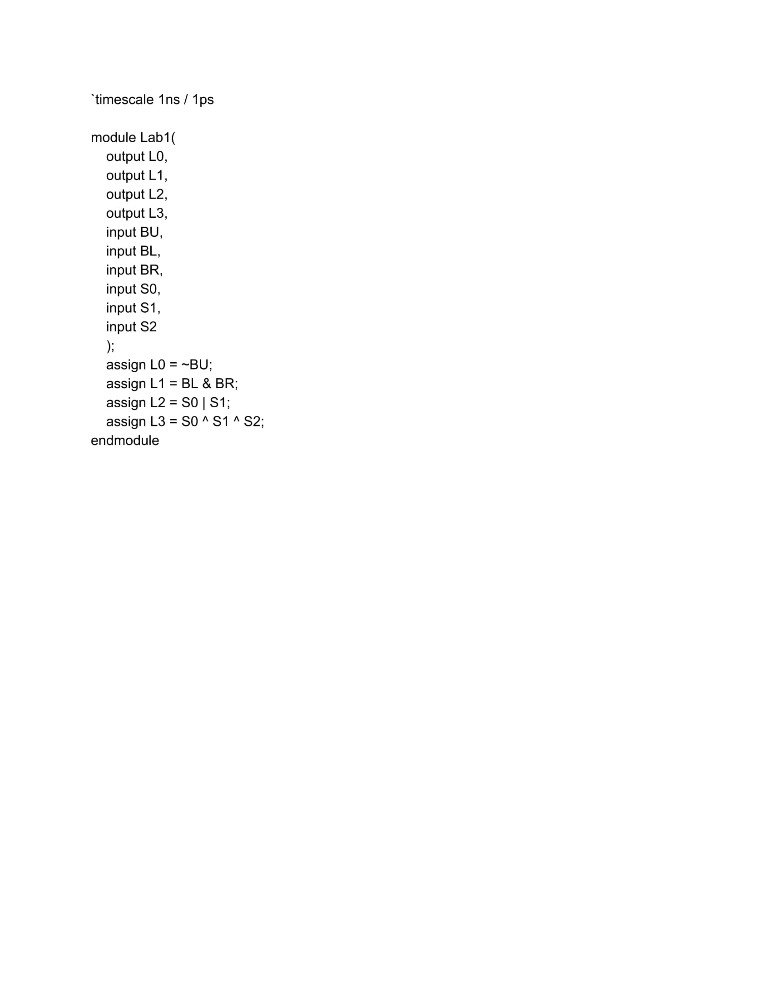 `timescale 1ns / 1ps
module Lab1(
output L0,
output L1,
output L2,
output L3,
input BU,
input BL,
input BR,
input S0,
input S1,
input S2
);
assign L0 = ~BU;
assign L1 = BL & BR;
assign L2 = S0 | S1;
assign L3 = S0 ^ S1 ^ S2;
endmodule